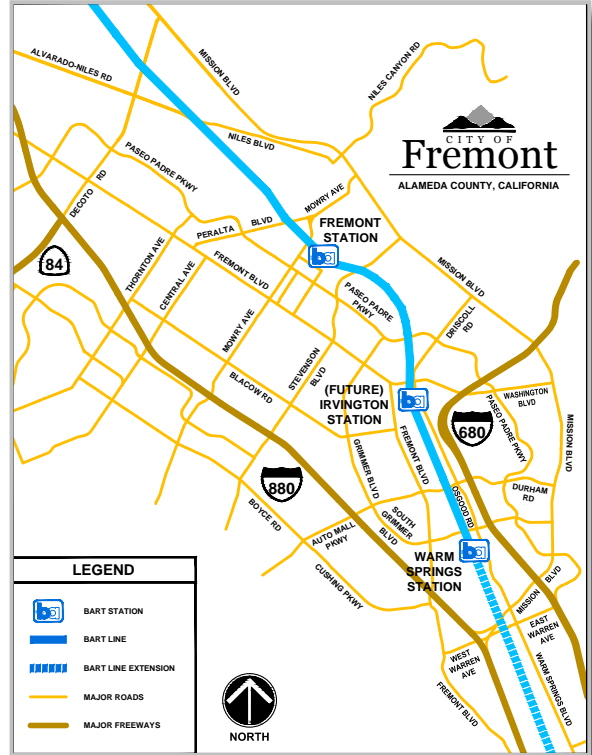 ALVARADO-NILES RD
MISSION BLVD
NILES CANYON RD
NILES BLVD
CITY OF
Fremont
ALAMEDA COUNTY, CALIFORNIA
DECOTO RD
PASEO PADRE PKWY
PERALTA BLVD
MOWRY AVE
FREMONT
STATION
84
THORNTON AVE
CENTRAL AVE
FREMONT BLVD
MISSION BLVD
PASEO PADRE
PKWY
DRISCOLL
RD
MOWRY AVE
STEVENSON
BLVD
BLACOW RD
(FUTURE)
IRVINGTON
STATION
WASHINGTON
BLVD
PASEO PADRE PKWY
MISSION BLVD
680
FREMONT BLVD
GRIMMER BLVD
880
OSGOOD RD
DURHAM
RD
BOYCE RD
SOUTH
GRIMMER
BLVD
AUTO MALL
PKWY
CUSHING PKWY
WARM
SPRINGS
STATION
MISSION BLVD
EAST
WARREN
AVE
WEST
WARREN
AVE
WARM SPRINGS BLVD
FREMONT BLVD
LEGEND
ba
BART STATION
BART LINE
BART LINE EXTENSION
MAJOR ROADS
MAJOR FREEWAYS
NORTH